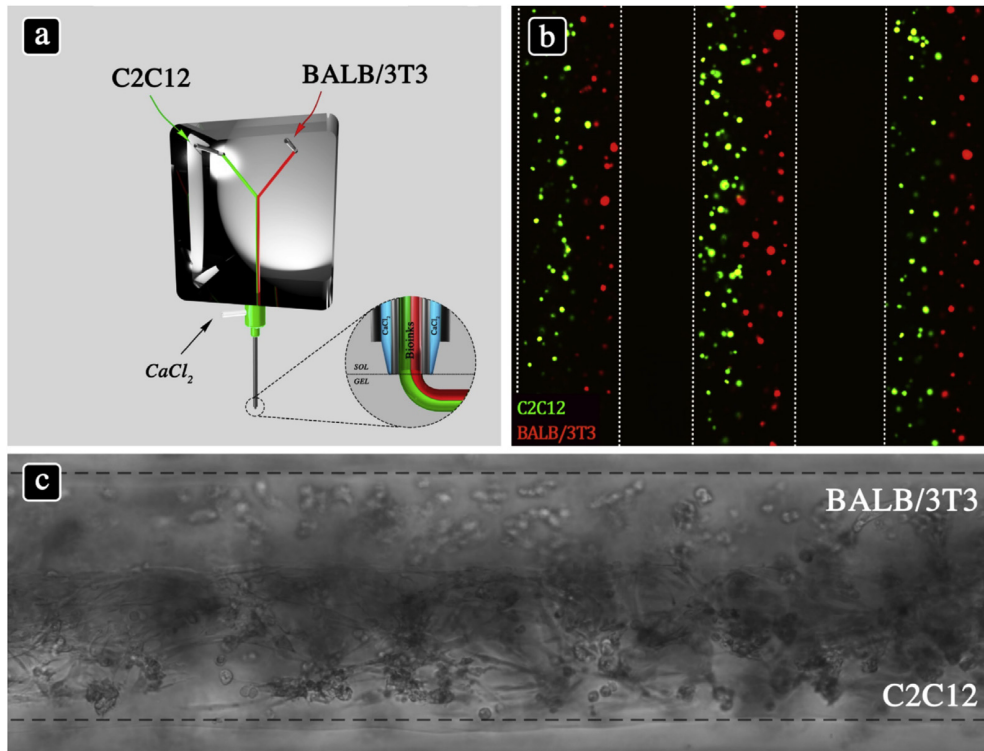 a
C2C12
BALB/3T3
CaCl₂
CaCl₂
Bioinks
CaCl₂
SOL
GEL
b
C2C12
BALB/3T3
c
BALB/3T3
C2C12